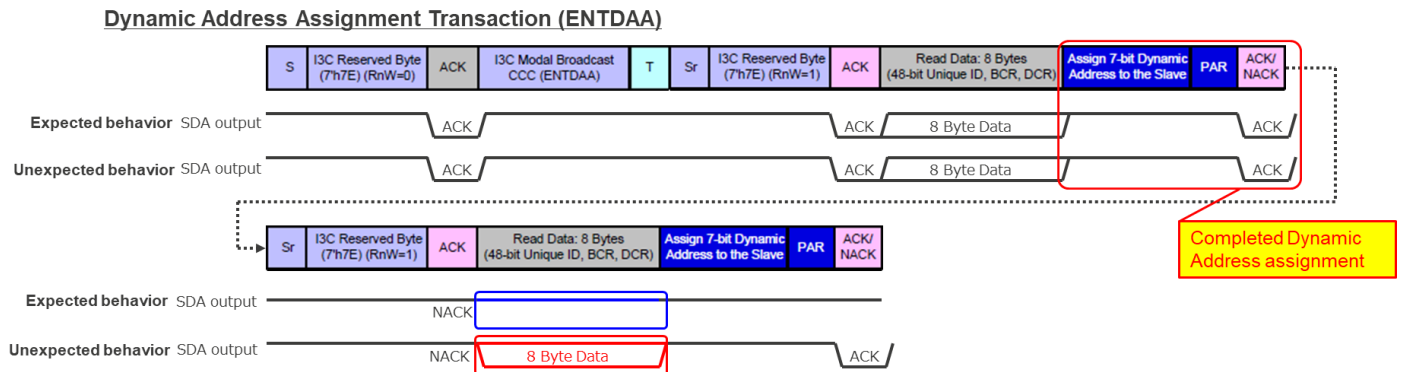 Dynamic Address Assignment Transaction (ENTDAA)
S
I3C Reserved Byte
(7'h7E) (RnW=0)
ACK
I3C Modal Broadcast
CCC (ENTDAA)
T
Sr
I3C Reserved Byte
(7'h7E) (RnW=1)
ACK
Read Data: 8 Bytes
(48-bit Unique ID, BCR, DCR)
Assign 7-bit Dynamic
Address to the Slave
PAR
ACK/
NACK
Expected behavior SDA output
ACK
ACK
8 Byte Data
ACK
Unexpected behavior SDA output
ACK
ACK
8 Byte Data
ACK
Completed Dynamic
Address assignment
Sr
I3C Reserved Byte
(7'h7E) (RnW=1)
ACK
Read Data: 8 Bytes
(48-bit Unique ID, BCR, DCR)
Assign 7-bit Dynamic
Address to the Slave
PAR
ACK/
NACK
Expected behavior SDA output
NACK
Unexpected behavior SDA output
NACK
8 Byte Data
ACK